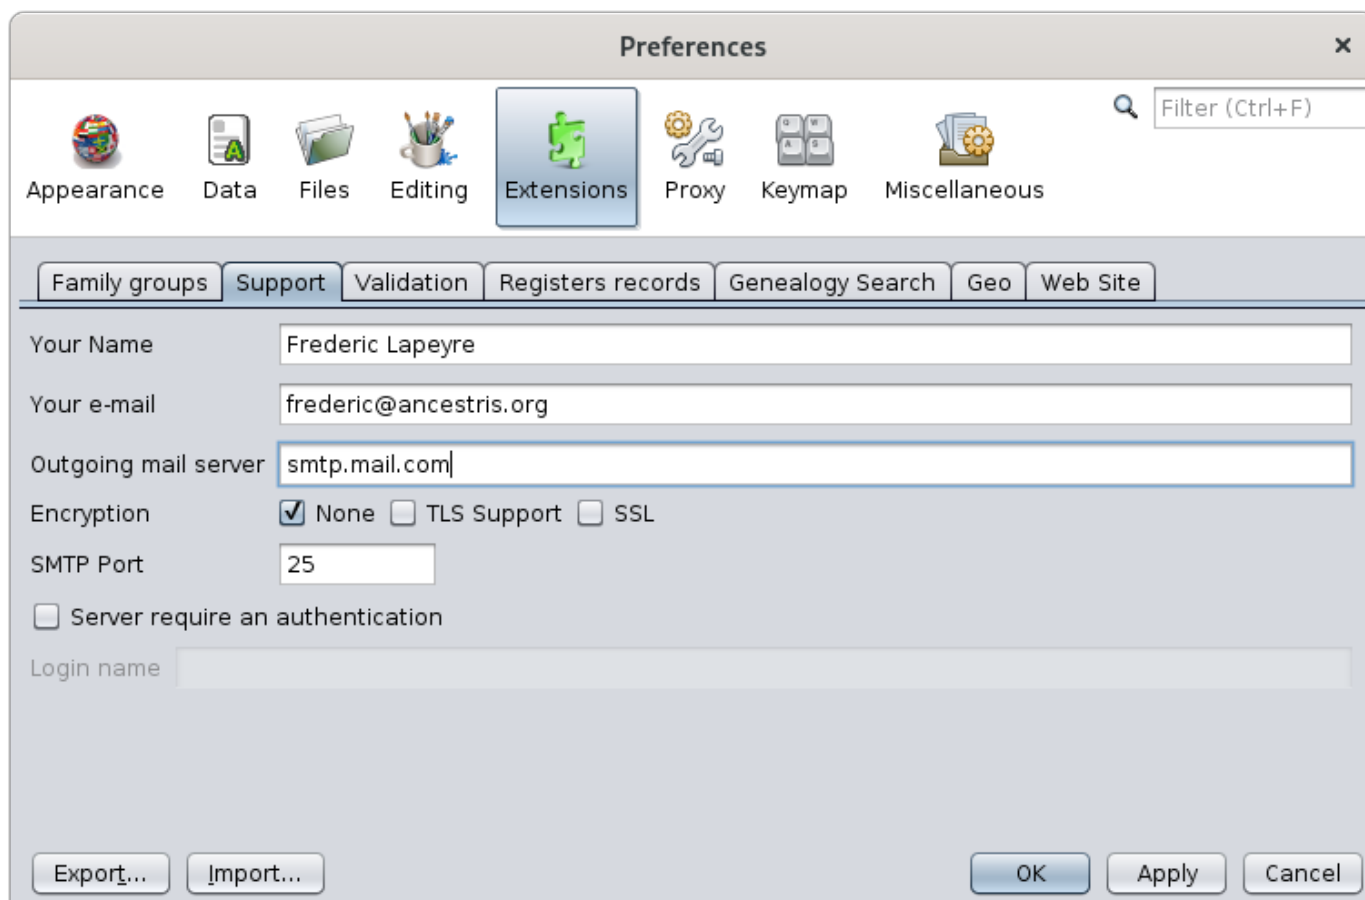 Preferences
Filter (Ctrl+F)
Appearance Data Files Editing Extensions Proxy Keymap Miscellaneous
Family groups Support Validation Registers records Genealogy Search Geo Web Site
Your Name Frederic Lapeyre
Your e-mail frederic@ancestris.org
Outgoing mail server smtp.mail.com
Encryption None TLS Support SSL
SMTP Port 25
Server require an authentication
Login name
Export... Import... OK Apply Cancel